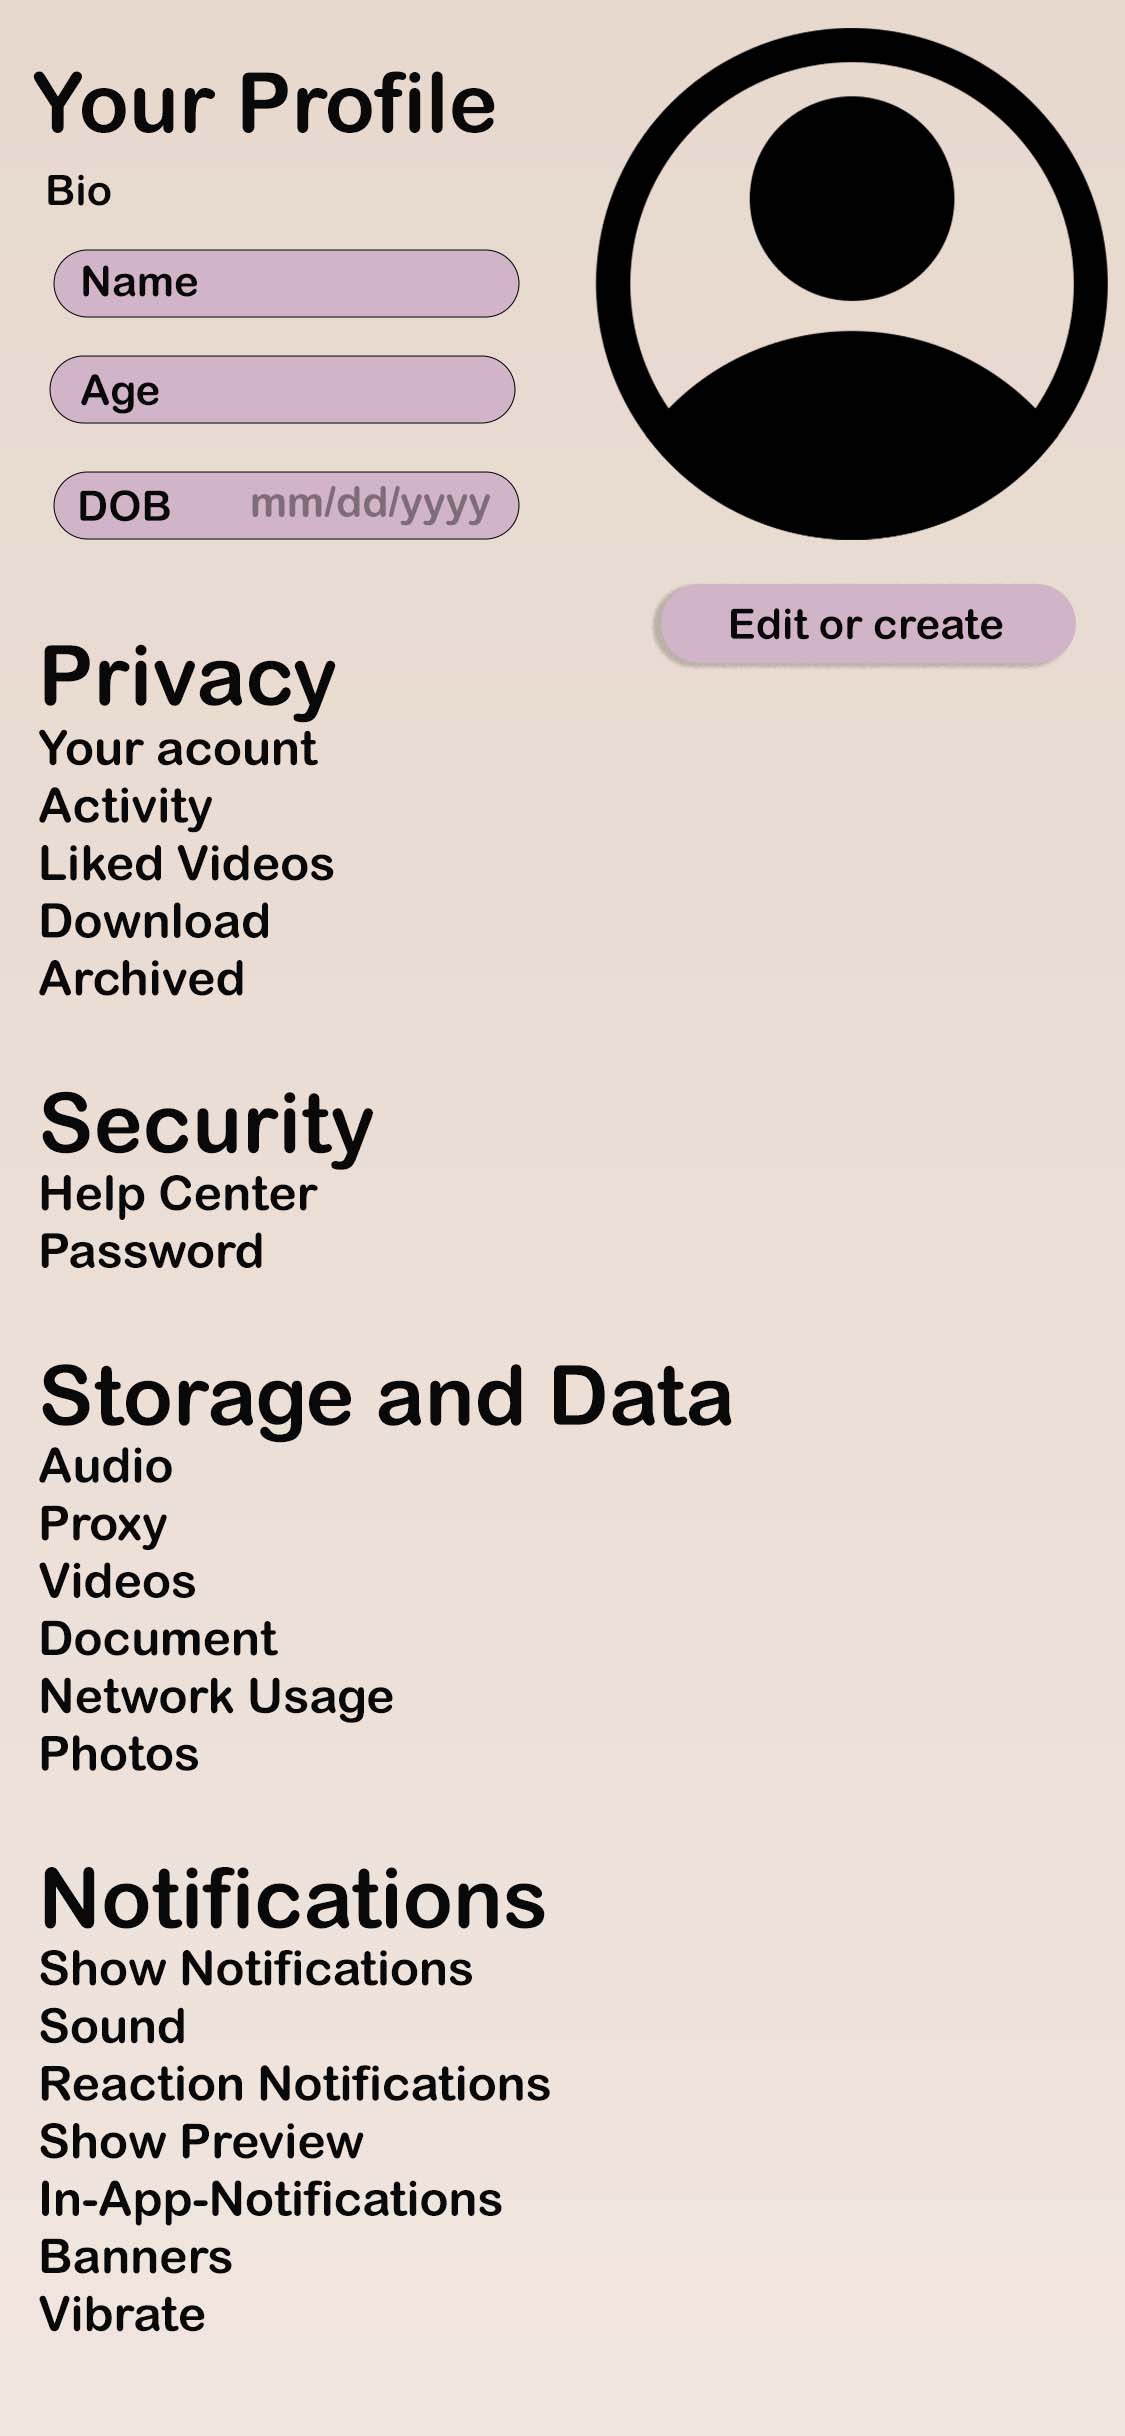 Your Profile
Bio
Name
Age
DOB mm/dd/yyyy
Edit or create
Privacy
Your acount
Activity
Liked Videos
Download
Archived
Security
Help Center
Password
Storage and Data
Audio
Proxy
Videos
Document
Network Usage
Photos
Notifications
Show Notifications
Sound
Reaction Notifications
Show Preview
In-App-Notifications
Banners
Vibrate